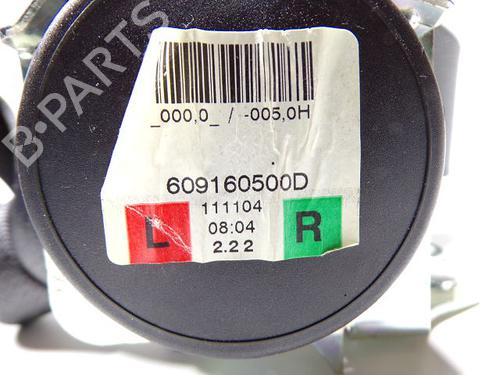 B-PARTS
_000,0_ / -005,0H
609160500D
111104
L
08:04
R
2.22